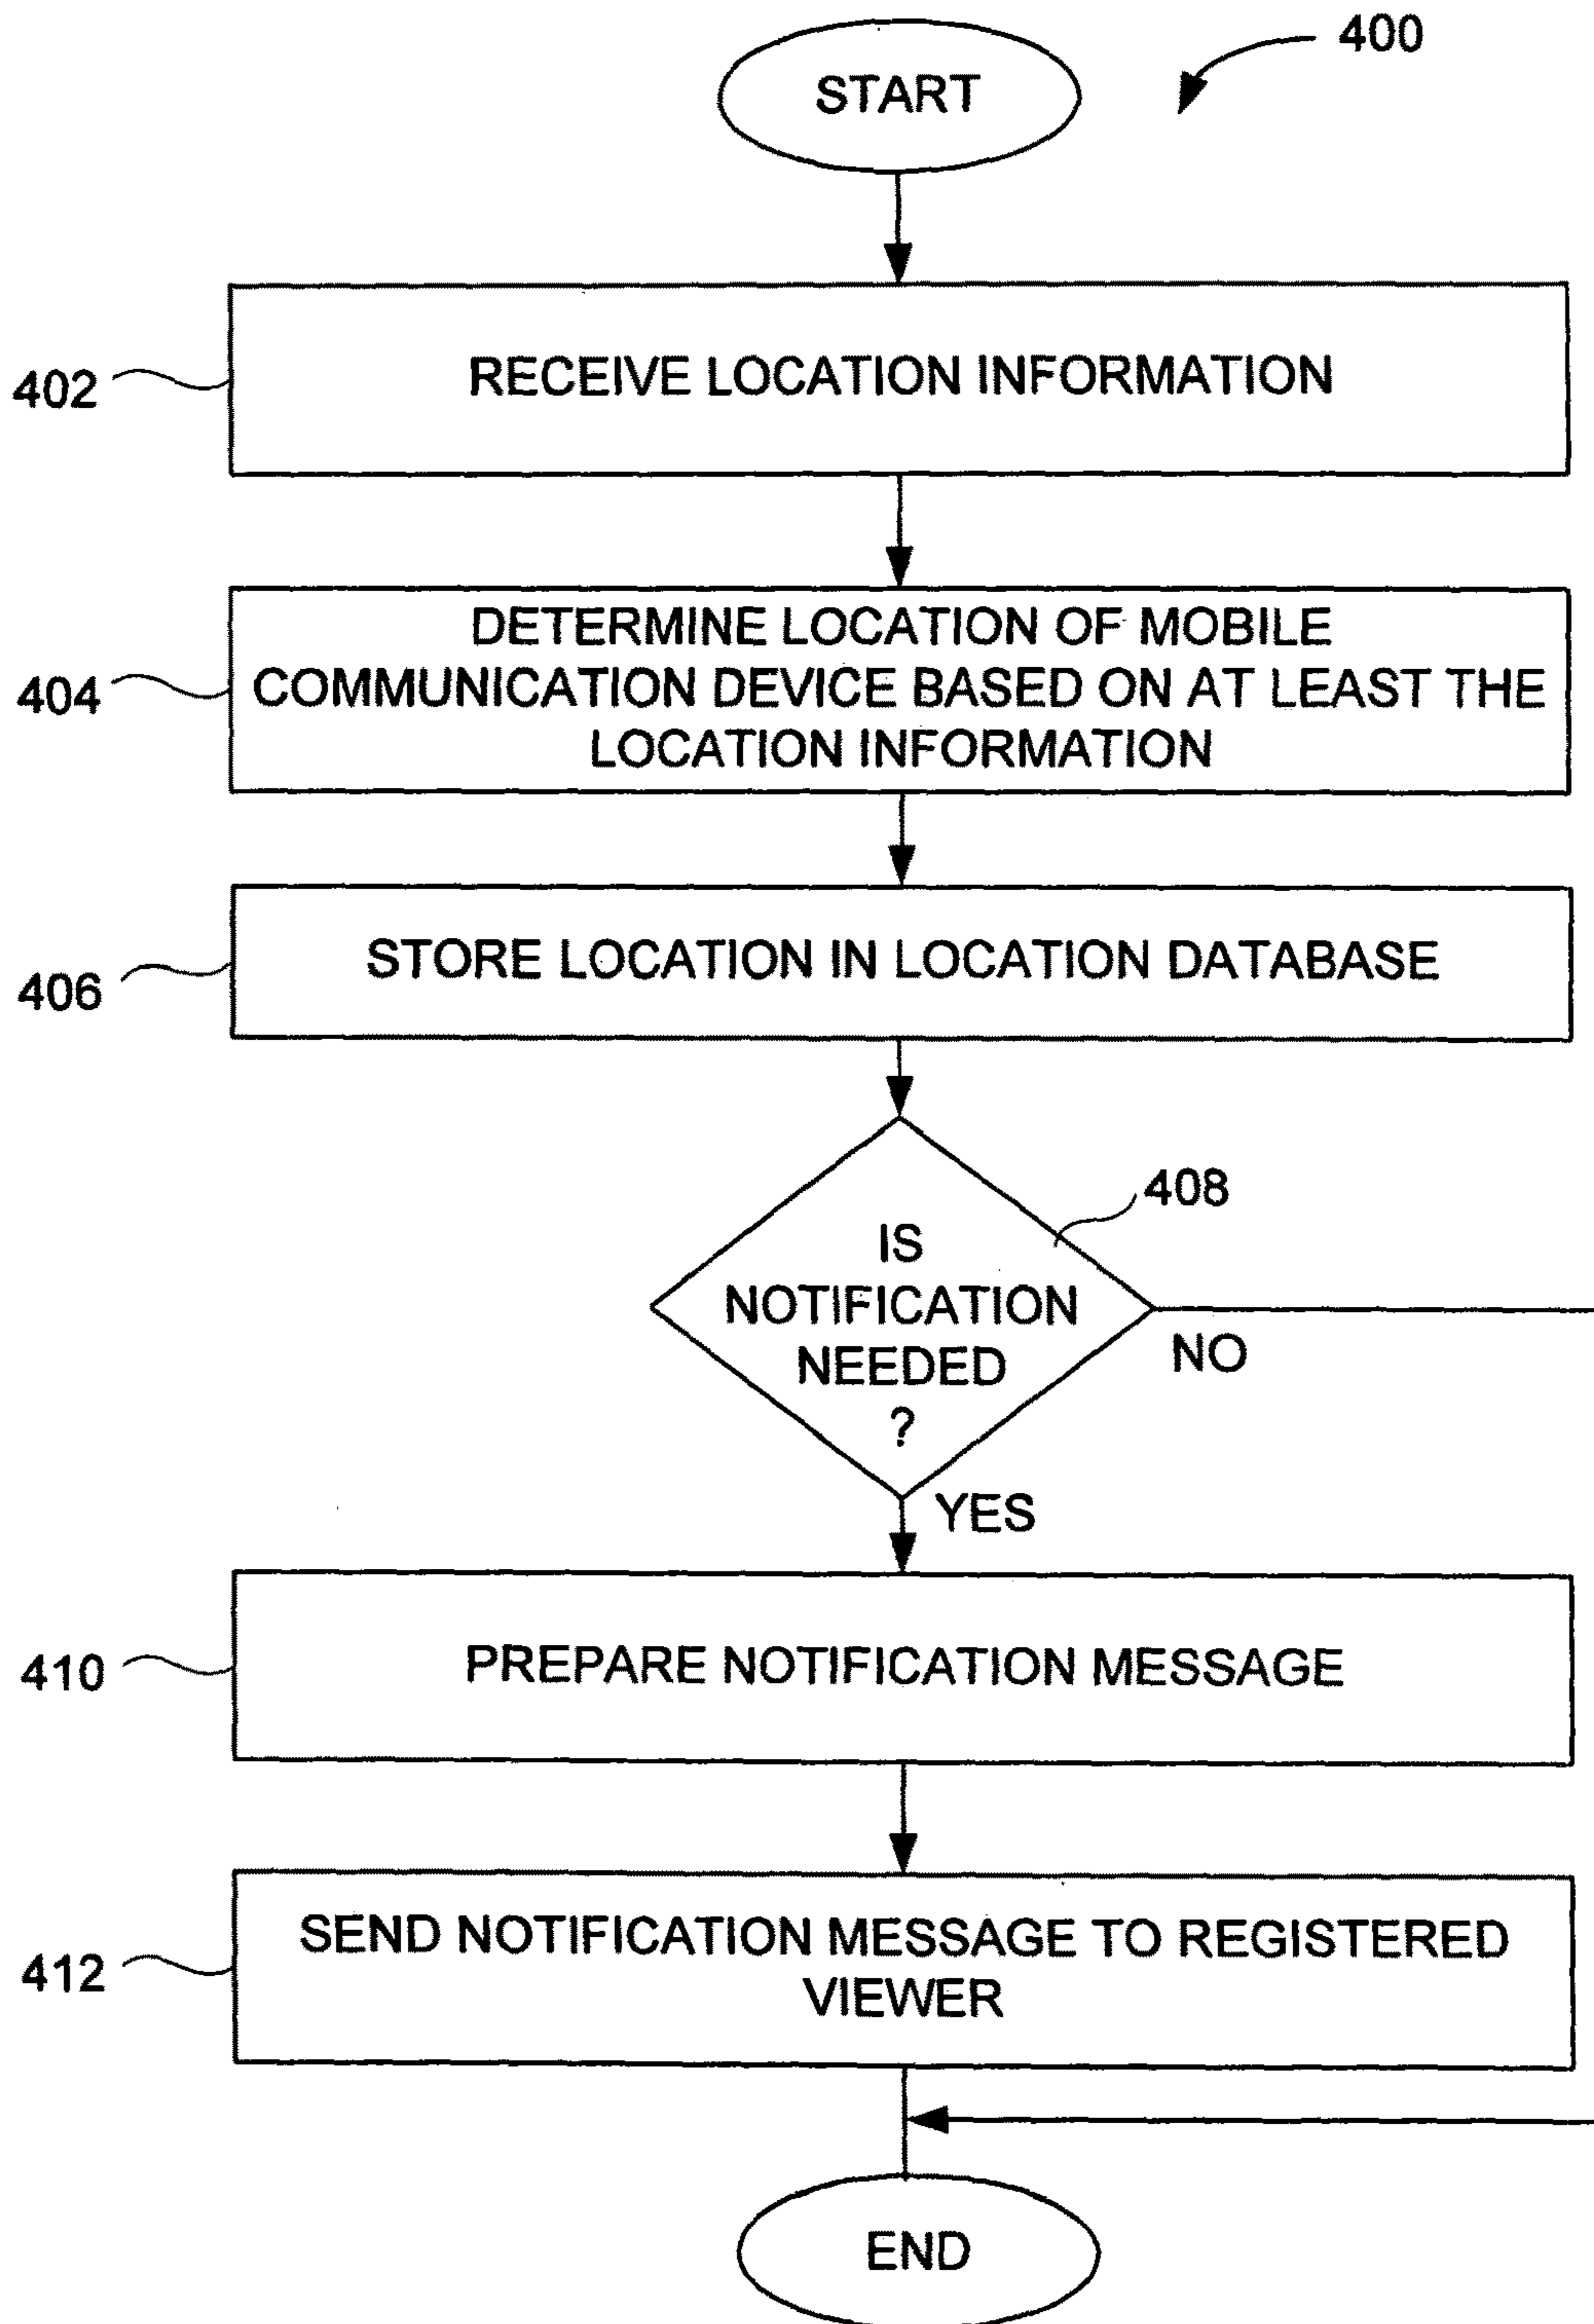 400
START
402
RECEIVE LOCATION INFORMATION
DETERMINE LOCATION OF MOBILE
404
COMMUNICATION DEVICE BASED ON AT LEAST THE
LOCATION INFORMATION
406
STORE LOCATION IN LOCATION DATABASE
408
IS
NOTIFICATION
NEEDED
?
NO
YES
410
PREPARE NOTIFICATION MESSAGE
412
SEND NOTIFICATION MESSAGE TO REGISTERED
VIEWER
END